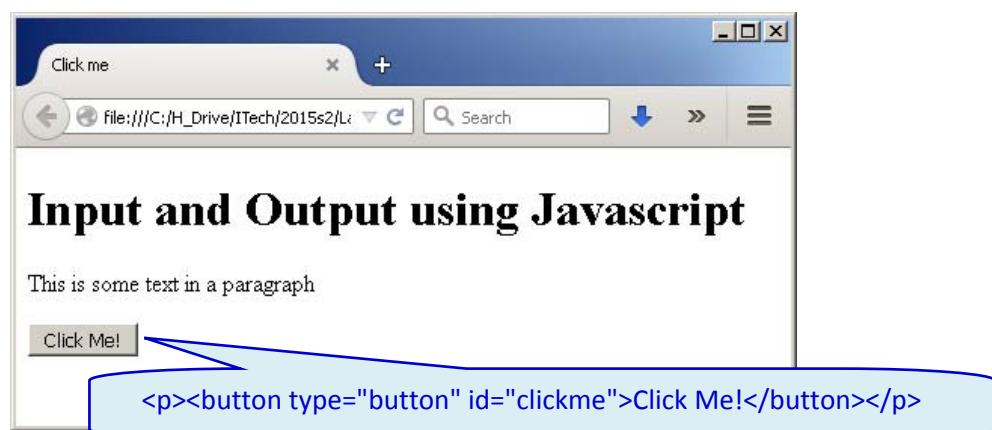 Click me
file:///C:/H_Drive/ITech/2015s2/La
Search
Input and Output using Javascript
This is some text in a paragraph
Click Me!
<p><button type="button" id="clickme">Click Me!</button></p>